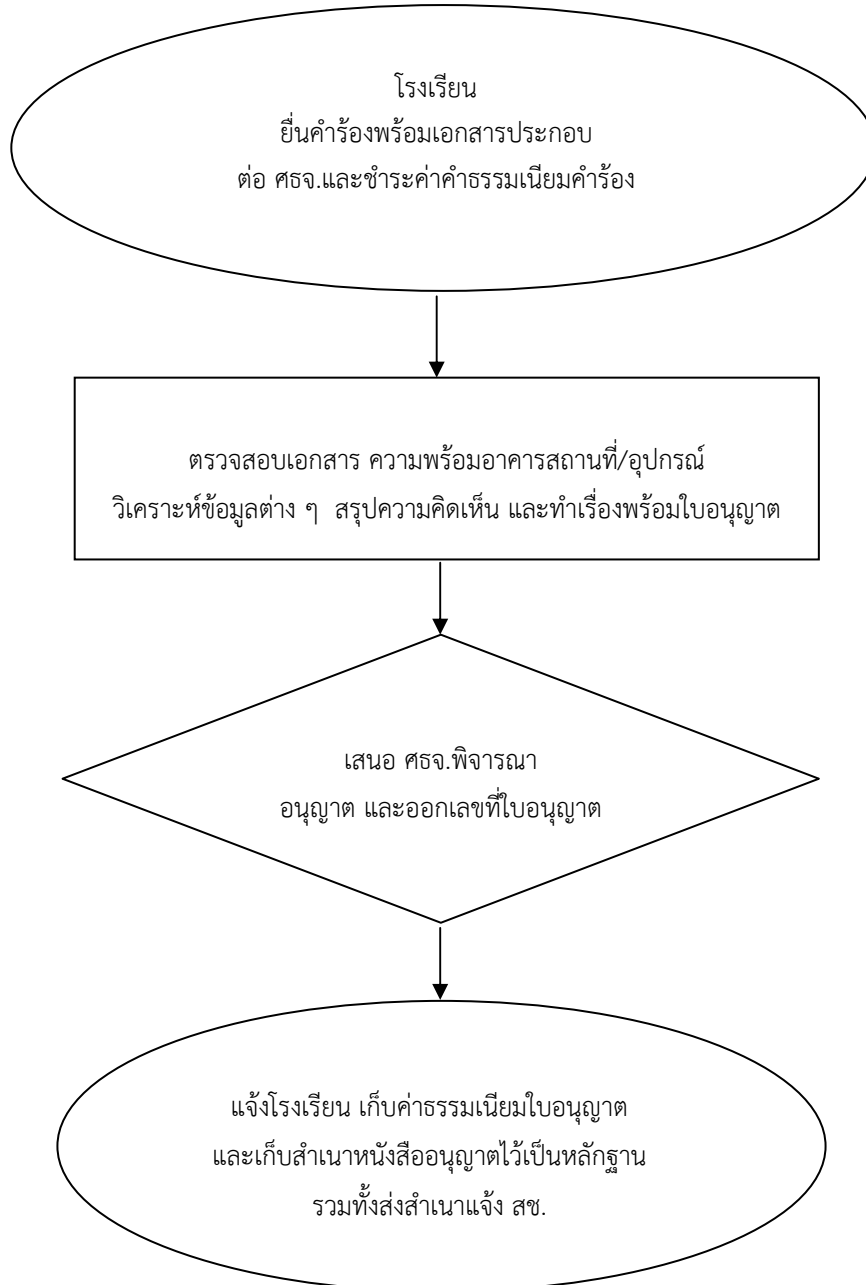 โรงเรียน
ยื่นคำร้องพร้อมเอกสารประกอบ
ต่อ ศธจ.และชำระค่าคำธรรมเนียมคำร้อง
ตรวจสอบเอกสาร ความพร้อมอาคารสถานที่/อุปกรณ์
วิเคราะห์ข้อมูลต่าง ๆ สรุปความคิดเห็น และทำเรื่องพร้อมใบอนุญาต
เสนอ ศธจ.พิจารณา
อนุญาต และออกเลขที่ใบอนุญาต
แจ้งโรงเรียน เก็บค่าธรรมเนียมใบอนุญาต
และเก็บสำเนาหนังสืออนุญาตไว้เป็นหลักฐาน
รวมทั้งส่งสำเนาแจ้ง สช.